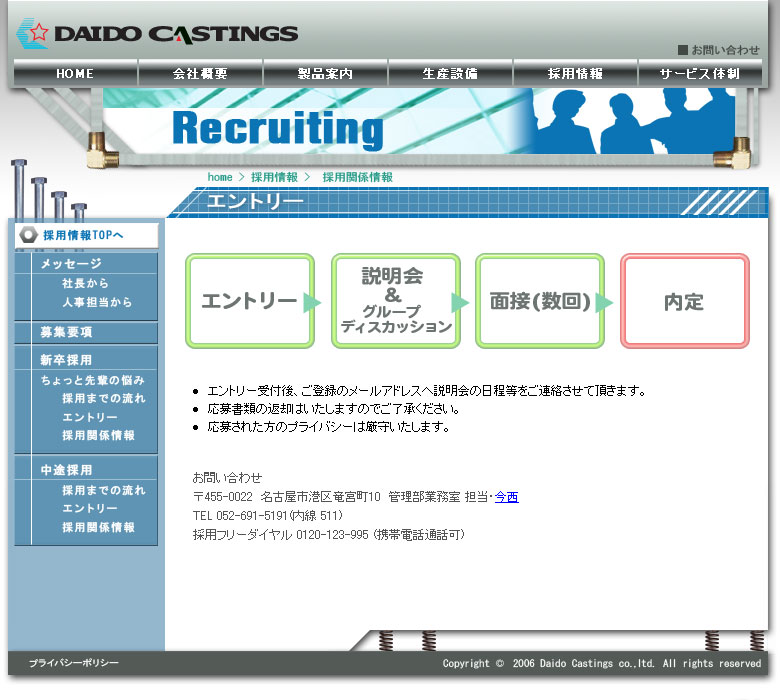 DAIDO CASTINGS
■ お問い合わせ
HOME 会社概要 製品案内 生産設備 採用情報 サービス体制
Recruiting
home > 採用情報 > 採用関係情報
エントリー
採用情報TOPへ
メッセージ
社長から
人事担当から
募集要項
新卒採用
ちょっと先輩の悩み
採用までの流れ
エントリー
採用関係情報
中途採用
採用までの流れ
エントリー
採用関係情報
エントリー
説明会
&
グループ
ディスカッション
面接(数回)
内定
● エントリー受付後、ご登録のメールアドレスへ説明会の日程等をご連絡させて頂きます。
● 応募書類の返却はいたしますのでご了承ください。
● 応募された方のプライバシーは厳守いたします。
お問い合わせ
〒455-0022 名古屋市港区竜宮町10 管理部業務室 担当・今西
TEL 052-691-5191(内線 511)
採用フリーダイヤル 0120-123-995 (携帯電話通話可)
プライバシーポリシー
Copyright © 2006 Daido Castings co.,ltd. All rights reserved